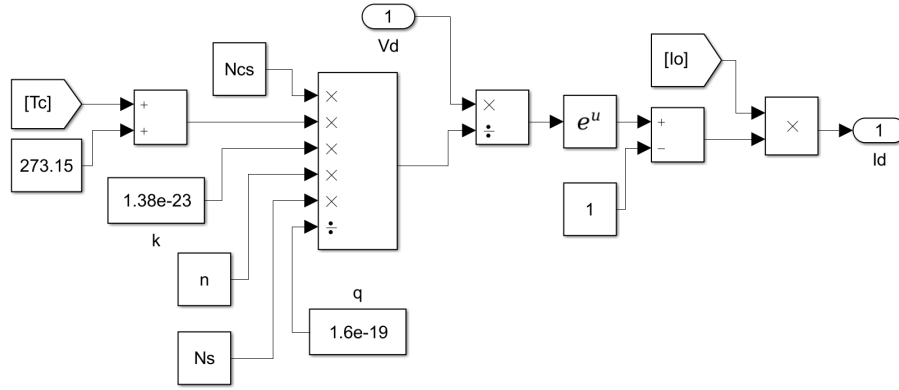 1
Vd
Ncs
[Io]
[Tc]
+
+
273.15
1.38e-23
k
n
Ns
q
1.6e-19
×
×
×
×
×
÷
×
÷
e^u
+
−
1
×
1
Id